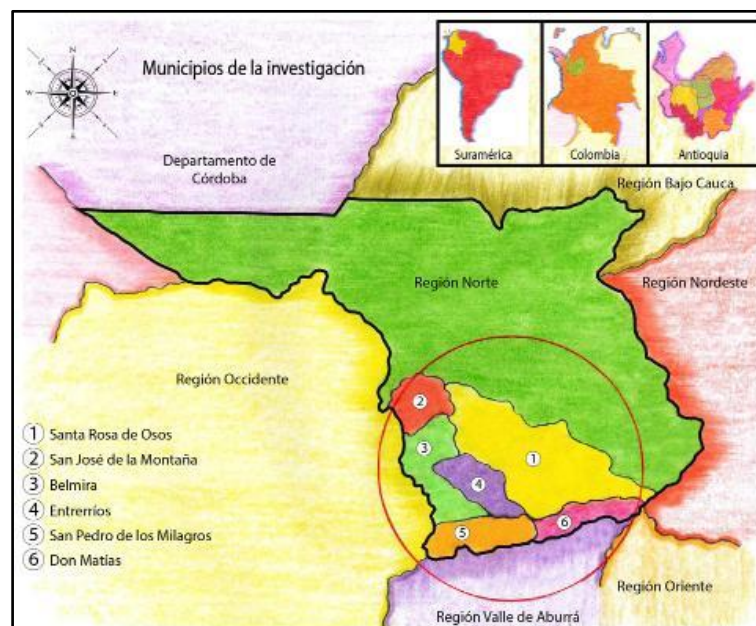 Municipios de la investigación
N
W
E
S
Suramérica
Colombia
Antioquia
Departamento de
Córdoba
Región Bajo Cauca
Región Norte
Región Nordeste
Región Occidente
1 Santa Rosa de Osos
2 San José de la Montaña
3 Belmira
4 Entrerríos
5 San Pedro de los Milagros
6 Don Matías
2
3
1
4
5
6
Región Oriente
Región Valle de Aburrá